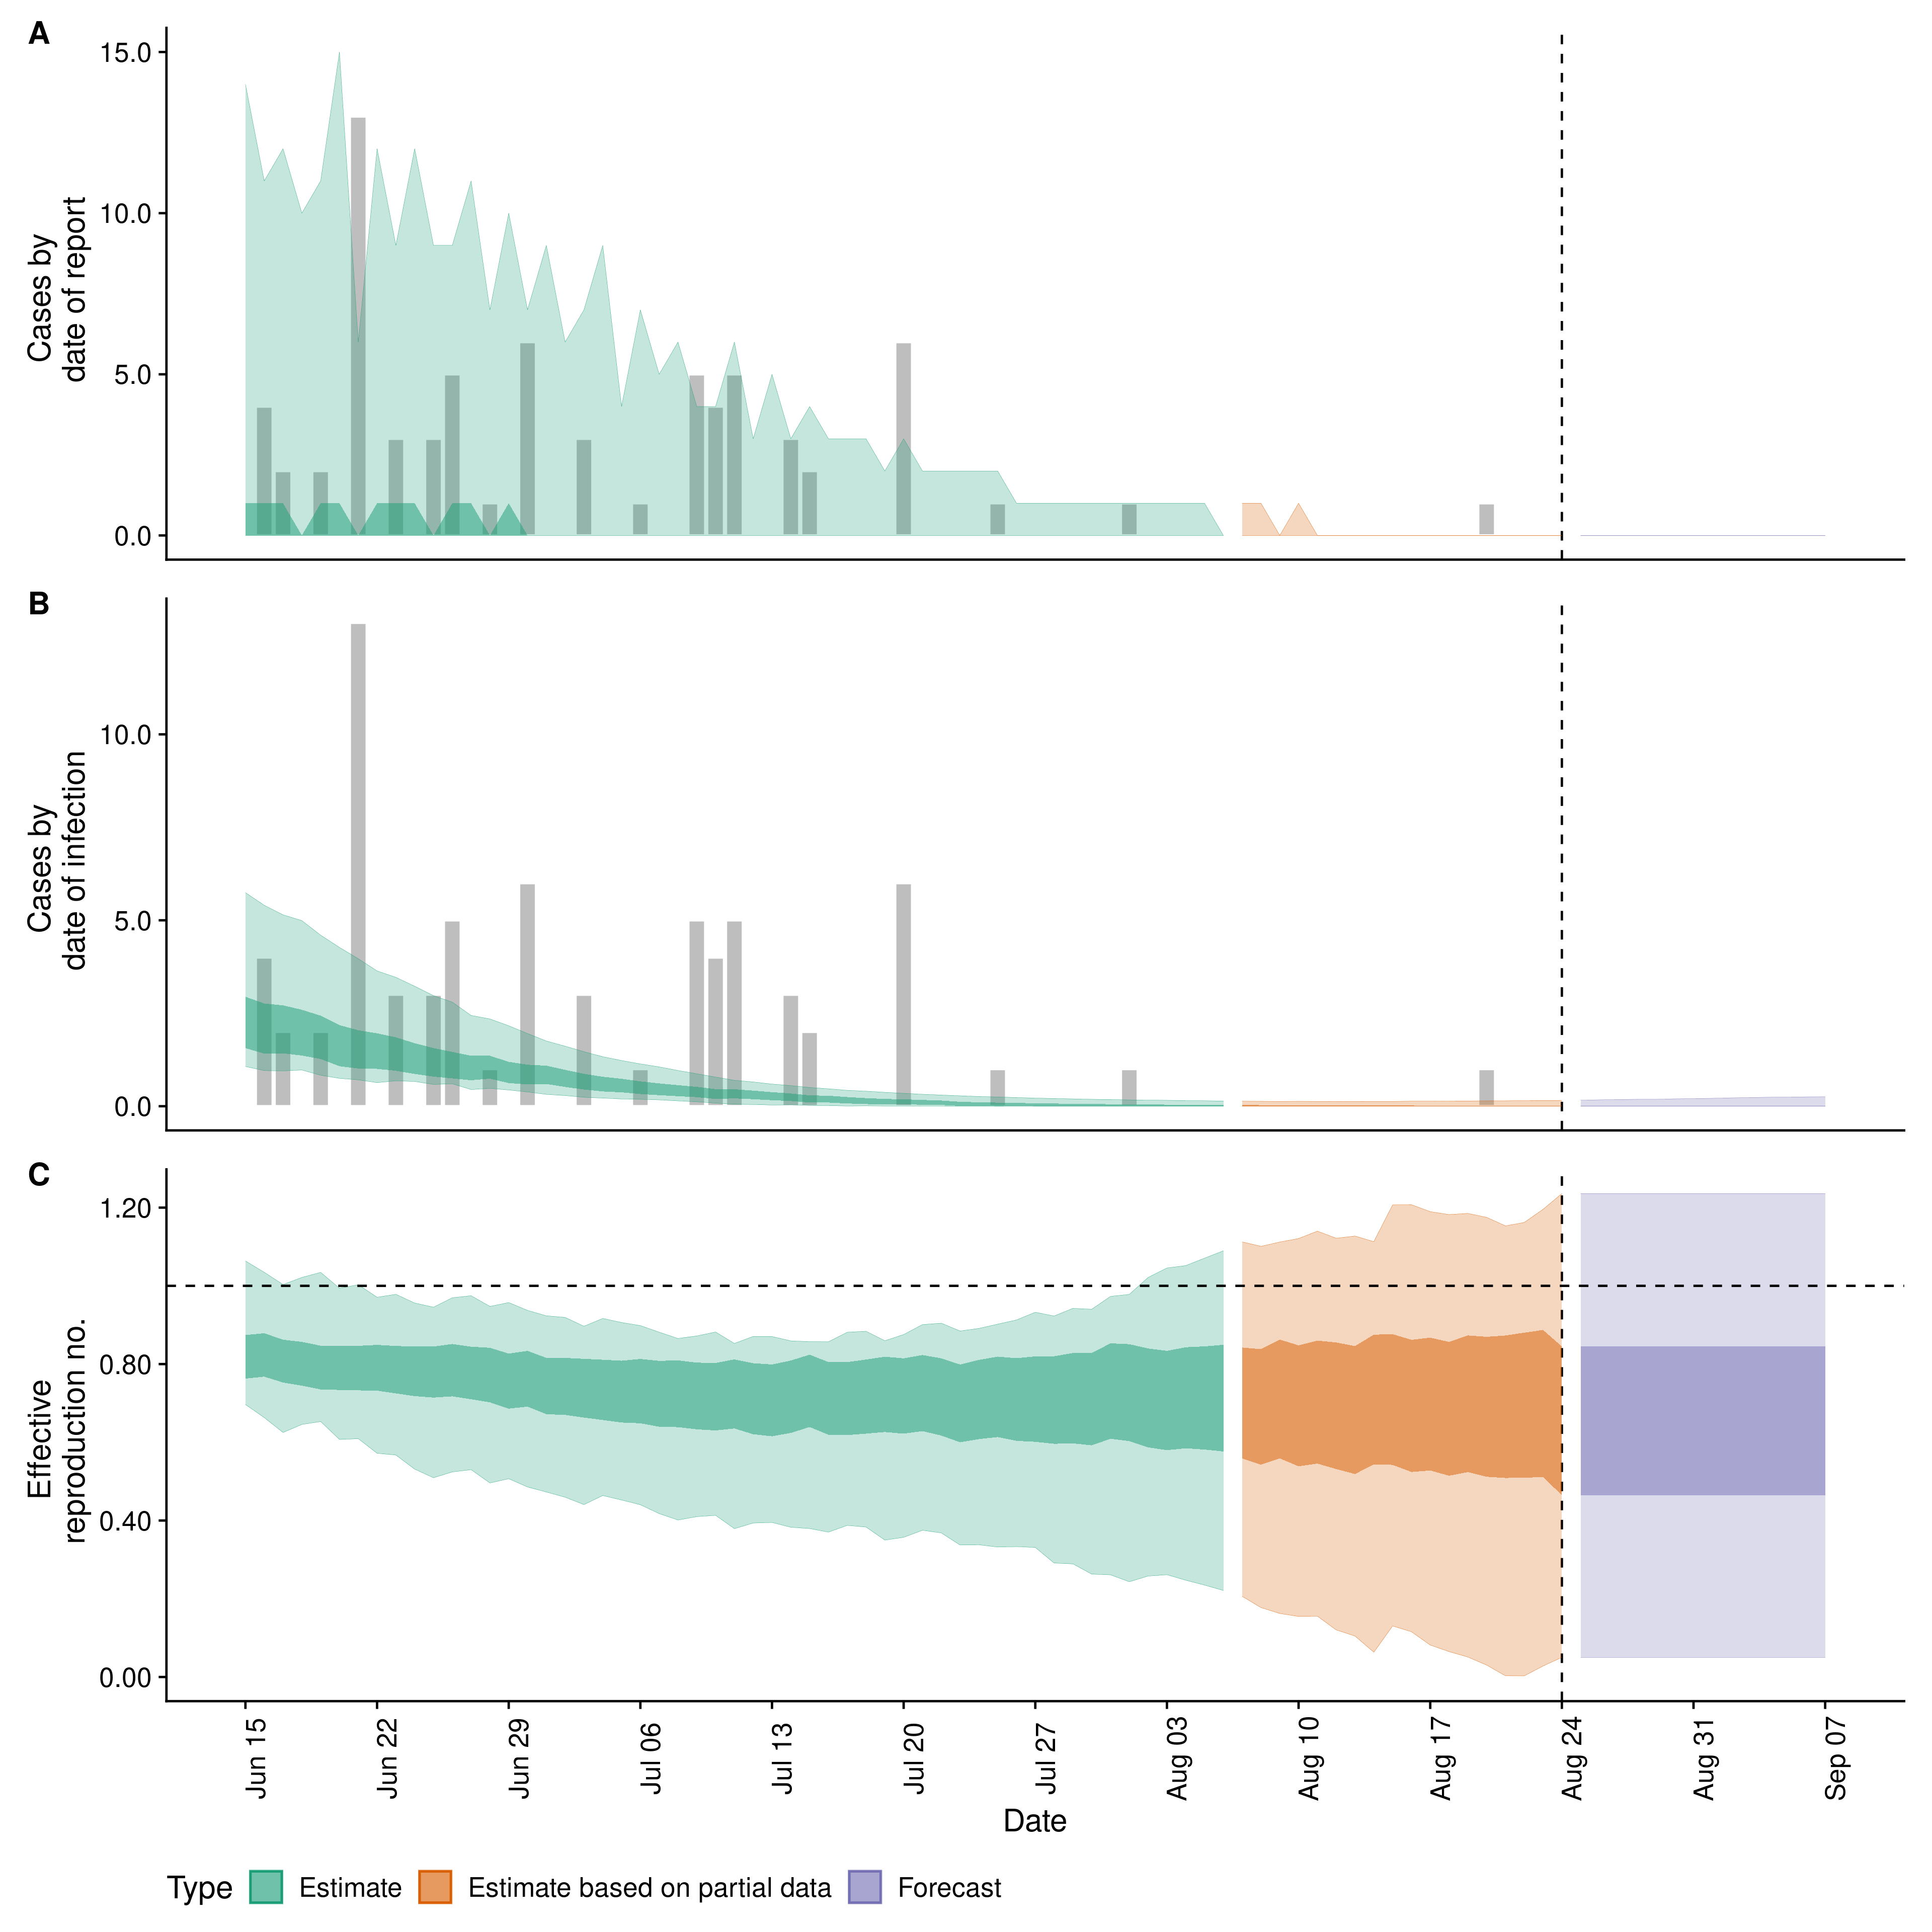 A
15.0
10.0
5.0
0.0
Cases by
date of report
B
10.0
5.0
0.0
Cases by
date of infection
C
1.20
0.80
0.40
0.00
Effective
reproduction no.
Jun 15
Jun 22
Jun 29
Jul 06
Jul 13
Jul 20
Jul 27
Aug 03
Aug 10
Aug 17
Aug 24
Aug 31
Sep 07
Date
Type Estimate Estimate based on partial data Forecast